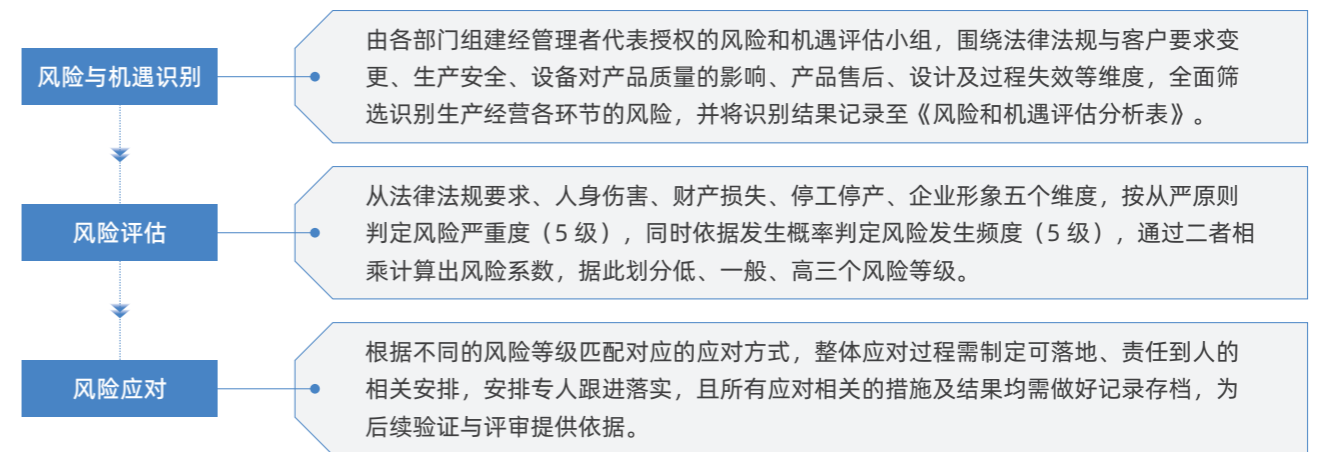 风险与机遇识别
由各部门组建经管理者代表授权的风险和机遇评估小组，围绕法律法规与客户要求变
更、生产安全、设备对产品质量的影响、产品售后、设计及过程失效等维度，全面筛
选识别生产经营各环节的风险，并将识别结果记录至《风险和机遇评估分析表》。
风险评估
从法律法规要求、人身伤害、财产损失、停工停产、企业形象五个维度，按从严原则
判定风险严重度（5 级），同时依据发生概率判定风险发生频度（5 级），通过二者相
乘计算出风险系数，据此划分低、一般、高三个风险等级。
风险应对
根据不同的风险等级匹配对应的应对方式，整体应对过程需制定可落地、责任到人的
相关安排，安排专人跟进落实，且所有应对相关的措施及结果均需做好记录存档，为
后续验证与评审提供依据。